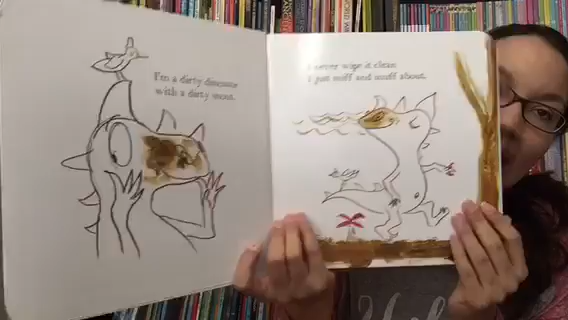 I'm a dirty dinosaur
with a dirty snout.
I never wipe it clean
I just sniff and snuff about.